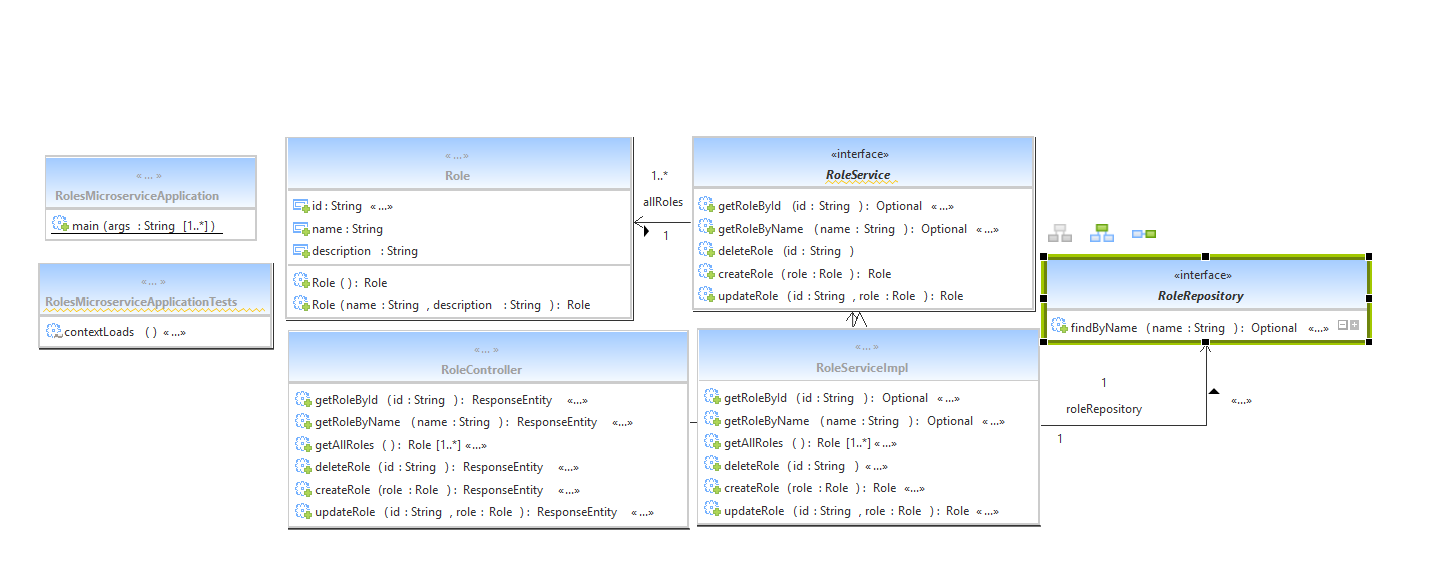 «...»
RolesMicroserviceApplication
main (args : String [1..*] )
«...»
RolesMicroserviceApplicationTests
contextLoads () «...»
«...»
Role
id : String «...»
name : String
description : String
Role ( ) : Role
Role ( name : String , description : String ) : Role
1..*
allRoles
1
«interface»
RoleService
getRoleById (id : String ) : Optional «...»
getRoleByName ( name : String ) : Optional «...»
deleteRole (id : String )
createRole (role : Role ) : Role
updateRole (id : String , role : Role ) : Role
«interface»
RoleRepository
findByName ( name : String ) : Optional «...»
«...»
RoleController
getRoleById (id : String ) : ResponseEntity «...»
getRoleByName ( name : String ) : ResponseEntity «...»
getAllRoles ( ) : Role [1..*] «...»
deleteRole (id : String ) : ResponseEntity «...»
createRole (role : Role ) : ResponseEntity «...»
updateRole (id : String , role : Role ) : ResponseEntity «...»
«...»
RoleServiceImpl
getRoleById (id : String ) : Optional «...»
getRoleByName ( name : String ) : Optional «...»
getAllRoles ( ) : Role [1..*] «...»
deleteRole (id : String ) «...»
createRole (role : Role ) : Role «...»
updateRole (id : String , role : Role ) : Role «...»
1
roleRepository
«...»
1